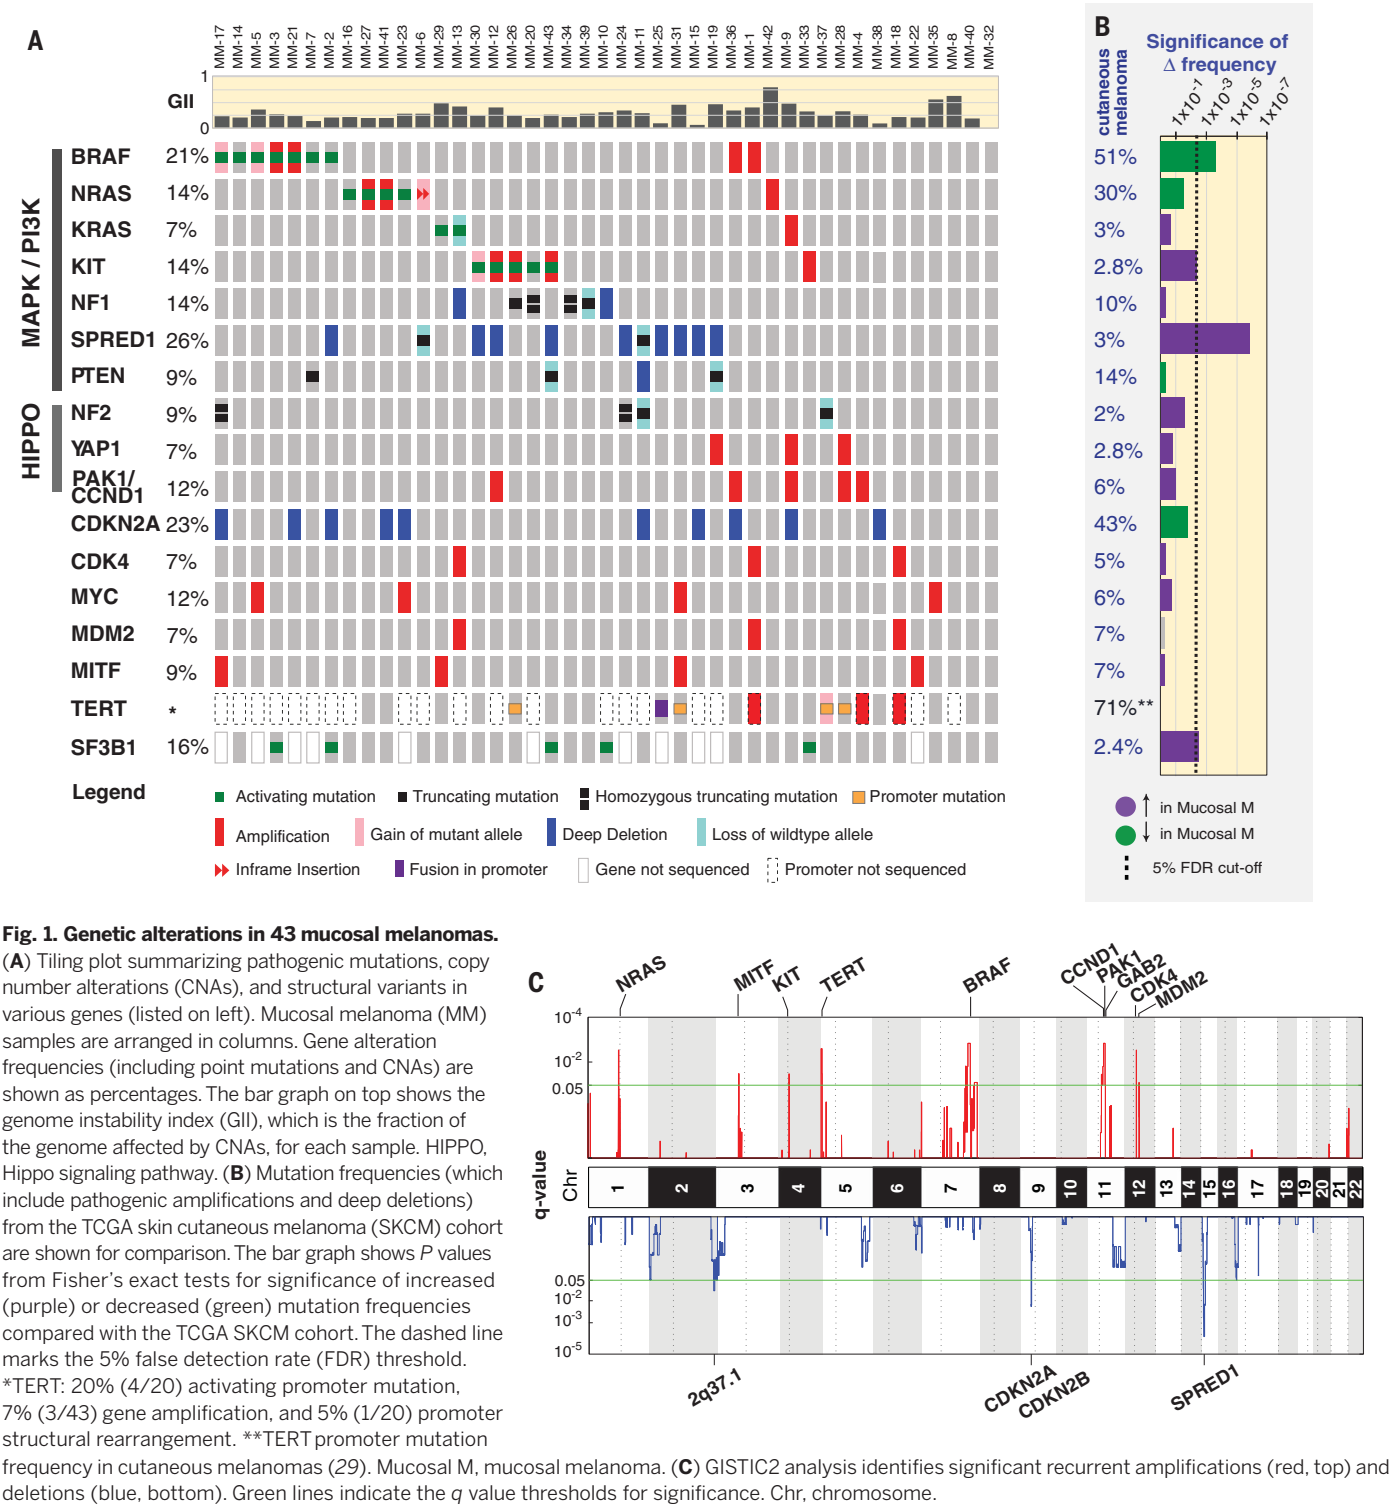 A
MM-17
MM-14
MM-5
MM-3
MM-21
MM-7
MM-2
MM-16
MM-27
MM-41
MM-23
MM-6
MM-29
MM-13
MM-30
MM-12
MM-26
MM-20
MM-43
MM-34
MM-39
MM-10
MM-24
MM-11
MM-25
MM-31
MM-15
MM-19
MM-36
MM-1
MM-42
MM-9
MM-33
MM-37
MM-28
MM-4
MM-38
MM-18
MM-22
MM-35
MM-8
MM-40
MM-32
1
GII
0
MAPK / PI3K
BRAF 21%
NRAS 14%
KRAS 7%
KIT 14%
NF1 14%
SPRED1 26%
PTEN 9%
HIPPO
NF2 9%
YAP1 7%
PAK1/
CCND1 12%
CDKN2A 23%
CDK4 7%
MYC 12%
MDM2 7%
MITF 9%
TERT *
SF3B1 16%
Legend
Activating mutation
Truncating mutation
Homozygous truncating mutation
Promoter mutation
Amplification
Gain of mutant allele
Deep Deletion
Loss of wildtype allele
Inframe Insertion
Fusion in promoter
Gene not sequenced
Promoter not sequenced
B
cutaneous
melanoma
Significance of
Δ frequency
1x10-1
1x10-3
1x10-5
1x10-7
51%
30%
3%
2.8%
10%
3%
14%
2%
2.8%
6%
43%
5%
6%
7%
7%
71%**
2.4%
↑ in Mucosal M
↓ in Mucosal M
5% FDR cut-off
Fig. 1. Genetic alterations in 43 mucosal melanomas.
(A) Tiling plot summarizing pathogenic mutations, copy
number alterations (CNAs), and structural variants in
various genes (listed on left). Mucosal melanoma (MM)
samples are arranged in columns. Gene alteration
frequencies (including point mutations and CNAs) are
shown as percentages. The bar graph on top shows the
genome instability index (GII), which is the fraction of
the genome affected by CNAs, for each sample. HIPPO,
Hippo signaling pathway. (B) Mutation frequencies (which
include pathogenic amplifications and deep deletions)
from the TCGA skin cutaneous melanoma (SKCM) cohort
are shown for comparison. The bar graph shows P values
from Fisher's exact tests for significance of increased
(purple) or decreased (green) mutation frequencies
compared with the TCGA SKCM cohort. The dashed line
marks the 5% false detection rate (FDR) threshold.
*TERT: 20% (4/20) activating promoter mutation,
7% (3/43) gene amplification, and 5% (1/20) promoter
structural rearrangement. **TERT promoter mutation
frequency in cutaneous melanomas (29). Mucosal M, mucosal melanoma. (C) GISTIC2 analysis identifies significant recurrent amplifications (red, top) and
deletions (blue, bottom). Green lines indicate the q value thresholds for significance. Chr, chromosome.
C
NRAS
MITF
KIT
TERT
BRAF
CCND1
PAK1
GAB2
CDK4
MDM2
10-4
10-2
0.05
q-value
Chr
1 2 3 4 5 6 7 8 9 10 11 12 13 14 15 16 17 18 19 20 21 22
0.05
10-2
10-3
10-5
2q37.1
CDKN2A
CDKN2B
SPRED1